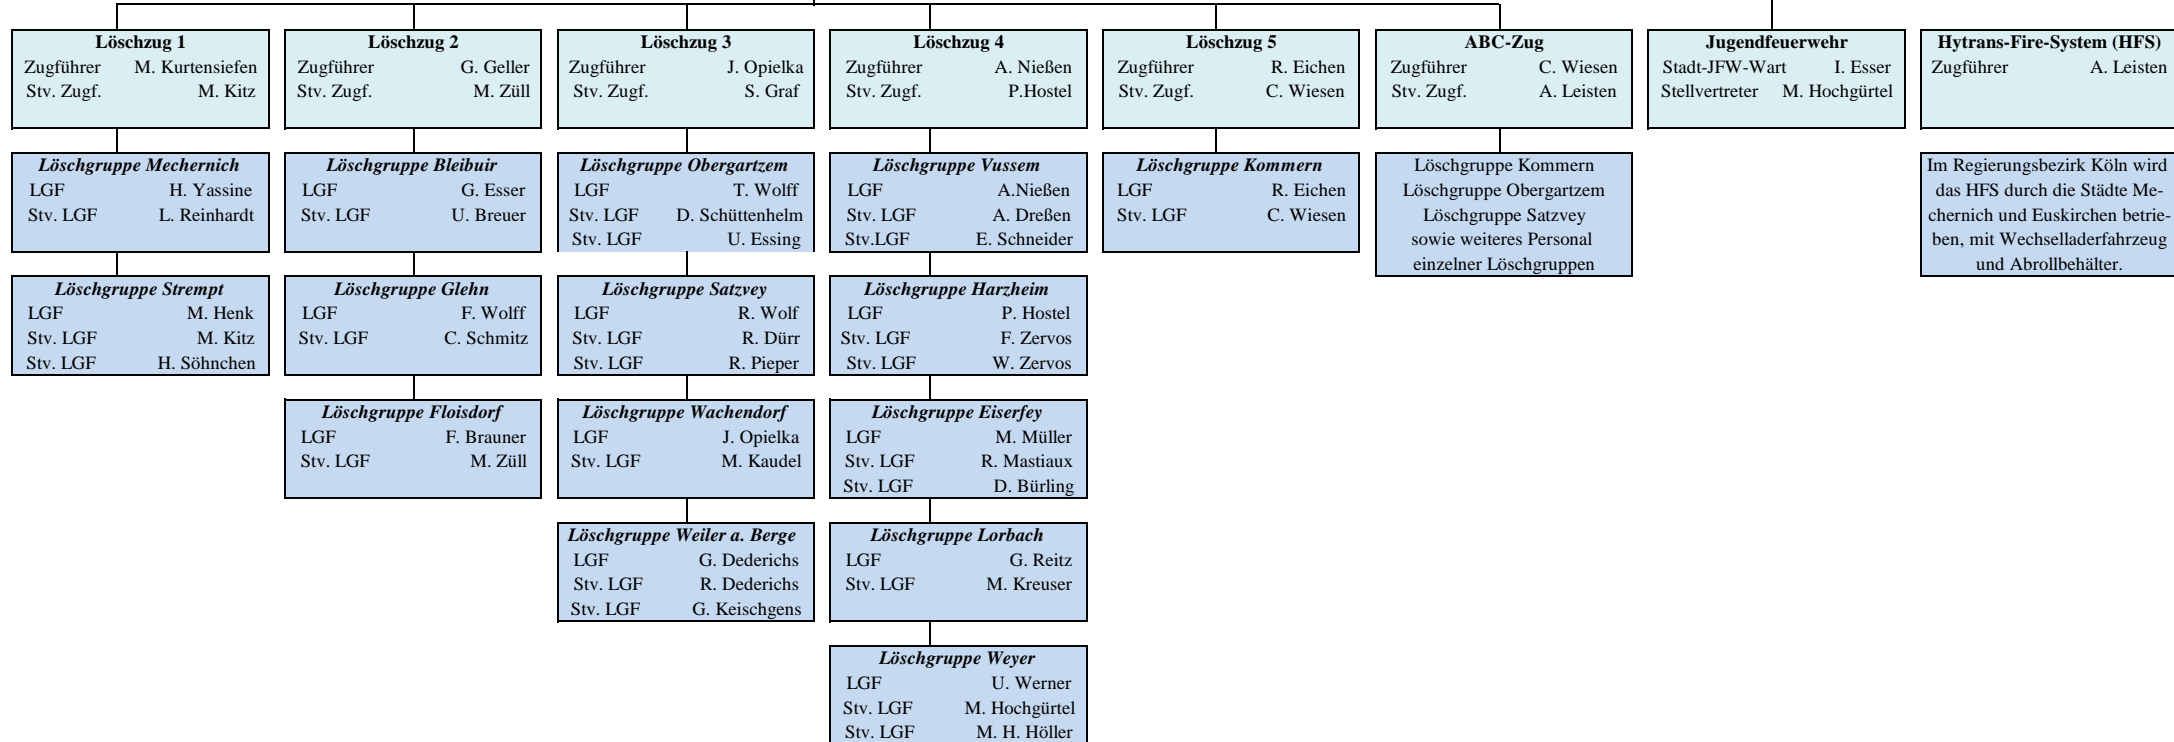 Löschzug 1
Zugführer M. Kurtensiefen
Stv. Zugf. M. Kitz
Löschgruppe Mechernich
LGF H. Yassine
Stv. LGF L. Reinhardt
Löschgruppe Strempt
LGF M. Henk
Stv. LGF M. Kitz
Stv. LGF H. Söhnchen
Löschzug 2
Zugführer G. Geller
Stv. Zugf. M. Züll
Löschgruppe Bleibuir
LGF G. Esser
Stv. LGF U. Breuer
Löschgruppe Glehn
LGF F. Wolff
Stv. LGF C. Schmitz
Löschgruppe Floisdorf
LGF F. Brauner
Stv. LGF M. Züll
Löschzug 3
Zugführer J. Opielka
Stv. Zugf. S. Graf
Löschgruppe Obergartzem
LGF T. Wolff
Stv. LGF D. Schüttenhelm
Stv. LGF U. Essing
Löschgruppe Satzvey
LGF R. Wolf
Stv. LGF R. Dürr
Stv. LGF R. Pieper
Löschgruppe Wachendorf
LGF J. Opielka
Stv. LGF M. Kaudel
Löschgruppe Weiler a. Berge
LGF G. Dederichs
Stv. LGF R. Dederichs
Stv. LGF G. Keischgens
Löschzug 4
Zugführer A. Nießen
Stv. Zugf. P.Hostel
Löschgruppe Vussem
LGF A.Nießen
Stv. LGF A. Dreßen
Stv.LGF E. Schneider
Löschgruppe Harzheim
LGF P. Hostel
Stv. LGF F. Zervos
Stv. LGF W. Zervos
Löschgruppe Eiserfey
LGF M. Müller
Stv. LGF R. Mastiaux
Stv. LGF D. Bürling
Löschgruppe Lorbach
LGF G. Reitz
Stv. LGF M. Kreuser
Löschgruppe Weyer
LGF U. Werner
Stv. LGF M. Hochgürtel
Stv. LGF M. H. Höller
Löschzug 5
Zugführer R. Eichen
Stv. Zugf. C. Wiesen
Löschgruppe Kommern
LGF R. Eichen
Stv. LGF C. Wiesen
ABC-Zug
Zugführer C. Wiesen
Stv. Zugf. A. Leisten
Löschgruppe Kommern
Löschgruppe Obergartzem
Löschgruppe Satzvey
sowie weiteres Personal
einzelner Löschgruppen
Jugendfeuerwehr
Stadt-JFW-Wart I. Esser
Stellvertreter M. Hochgürtel
Hytrans-Fire-System (HFS)
Zugführer A. Leisten
Im Regierungsbezirk Köln wird
das HFS durch die Städte Me-
chernich und Euskirchen betrie-
ben, mit Wechselladerfahrzeug
und Abrollbehälter.